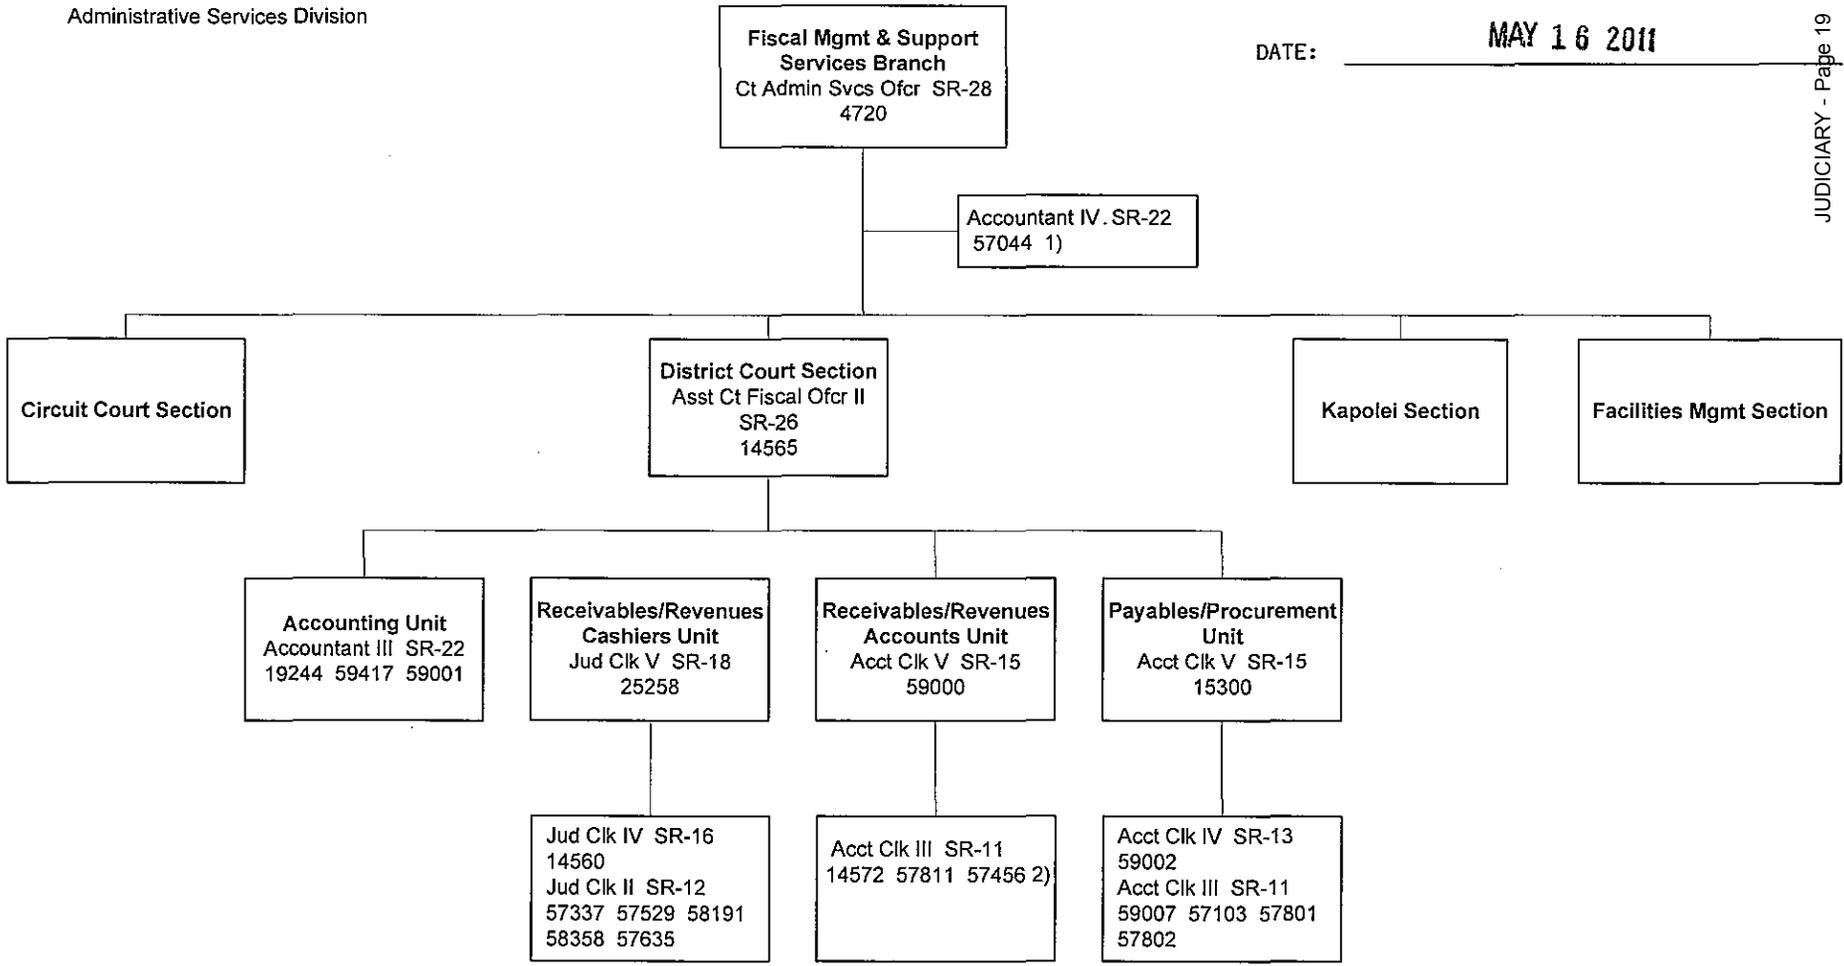 Administrative Services Division
DATE:
MAY 16 2011
JUDICIARY - Page 19
Fiscal Mgmt & Support
Services Branch
Ct Admin Svcs Ofcr SR-28
4720
Accountant IV. SR-22
57044 1)
Circuit Court Section
District Court Section
Asst Ct Fiscal Ofcr II
SR-26
14565
Kapolei Section
Facilities Mgmt Section
Accounting Unit
Accountant III SR-22
19244 59417 59001
Receivables/Revenues
Cashiers Unit
Jud Clk V SR-18
25258
Receivables/Revenues
Accounts Unit
Acct Clk V SR-15
59000
Payables/Procurement
Unit
Acct Clk V SR-15
15300
Jud Clk IV SR-16
14560
Jud Clk II SR-12
57337 57529 58191
58358 57635
Acct Clk III SR-11
14572 57811 57456 2)
Acct Clk IV SR-13
59002
Acct Clk III SR-11
59007 57103 57801
57802